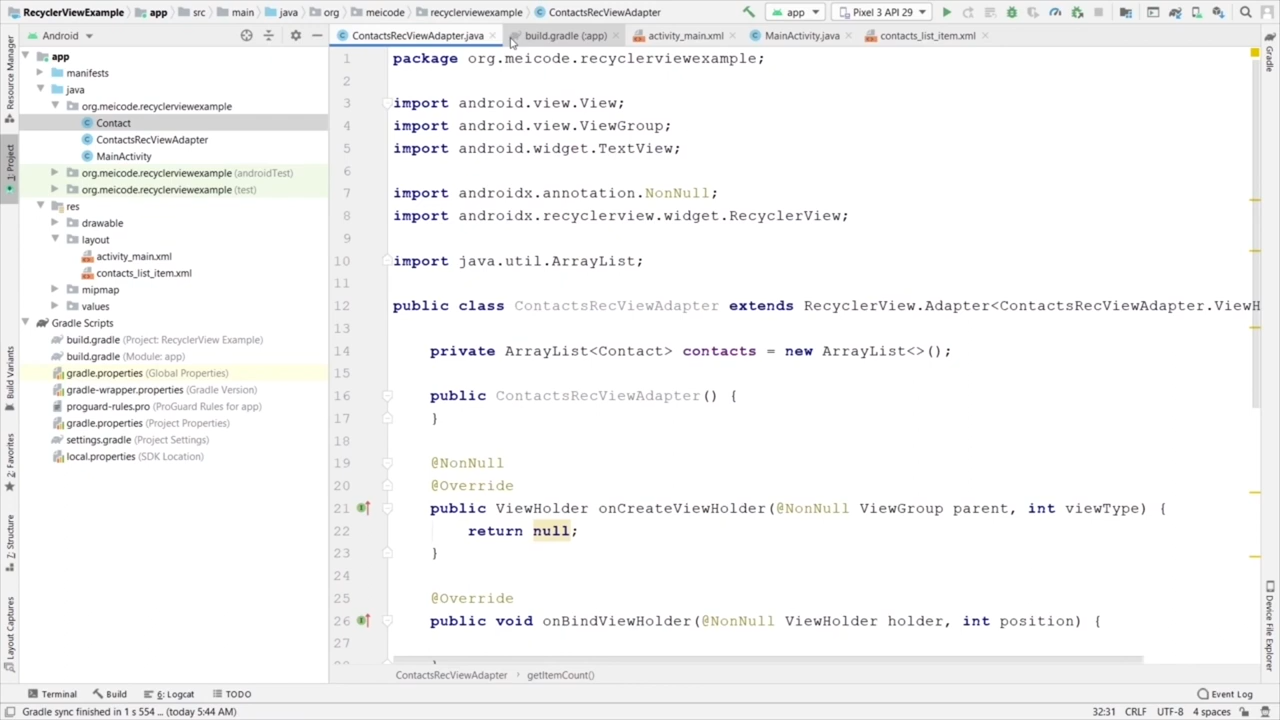 RecyclerViewExample
app
src
main
java
org
meicode
recyclerviewexample
ContactsRecViewAdapter
app
Pixel 3 API 29
Android
ContactsRecViewAdapter.java
build.gradle (:app)
activity_main.xml
MainActivity.java
contacts_list_item.xml
Resource Manager
1: Project
Build Variants
2: Favorites
7: Structure
Layout Captures
app
manifests
java
org.meicode.recyclerviewexample
Contact
ContactsRecViewAdapter
MainActivity
org.meicode.recyclerviewexample (androidTest)
org.meicode.recyclerviewexample (test)
res
drawable
layout
activity_main.xml
contacts_list_item.xml
mipmap
values
Gradle Scripts
build.gradle (Project: RecyclerView Example)
build.gradle (Module: app)
gradle.properties (Global Properties)
gradle-wrapper.properties (Gradle Version)
proguard-rules.pro (ProGuard Rules for app)
gradle.properties (Project Properties)
settings.gradle (Project Settings)
local.properties (SDK Location)
1 package org.meicode.recyclerviewexample;
2
3 import android.view.View;
4 import android.view.ViewGroup;
5 import android.widget.TextView;
6
7 import androidx.annotation.NonNull;
8 import androidx.recyclerview.widget.RecyclerView;
9
10 import java.util.ArrayList;
11
12 public class ContactsRecViewAdapter extends RecyclerView.Adapter<ContactsRecViewAdapter.ViewH
13
14 private ArrayList<Contact> contacts = new ArrayList<>();
15
16 public ContactsRecViewAdapter() {
17 }
18
19 @NonNull
20 @Override
21 public ViewHolder onCreateViewHolder(@NonNull ViewGroup parent, int viewType) {
22 return null;
23 }
24
25 @Override
26 public void onBindViewHolder(@NonNull ViewHolder holder, int position) {
27
Gradle
Device File Explorer
ContactsRecViewAdapter
getItemCount()
Terminal
Build
6: Logcat
TODO
Event Log
Gradle sync finished in 1 s 554 ... (today 5:44 AM)
32:31 CRLF UTF-8 4 spaces